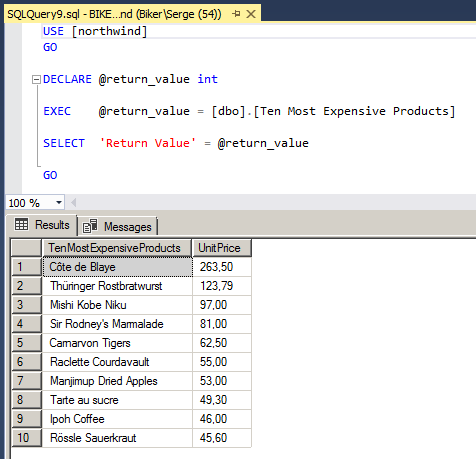 SQLQuery9.sql - BIKE...nd (Biker\Serge (54))
USE [northwind]
GO
DECLARE @return_value int
EXEC @return_value = [dbo].[Ten Most Expensive Products]
SELECT 'Return Value' = @return_value
GO
100 %
Results Messages
TenMostExpensiveProducts UnitPrice
1 Côte de Blaye 263,50
2 Thüringer Rostbratwurst 123,79
3 Mishi Kobe Niku 97,00
4 Sir Rodney's Marmalade 81,00
5 Carnarvon Tigers 62,50
6 Raclette Courdavault 55,00
7 Manjimup Dried Apples 53,00
8 Tarte au sucre 49,30
9 Ipoh Coffee 46,00
10 Rössle Sauerkraut 45,60